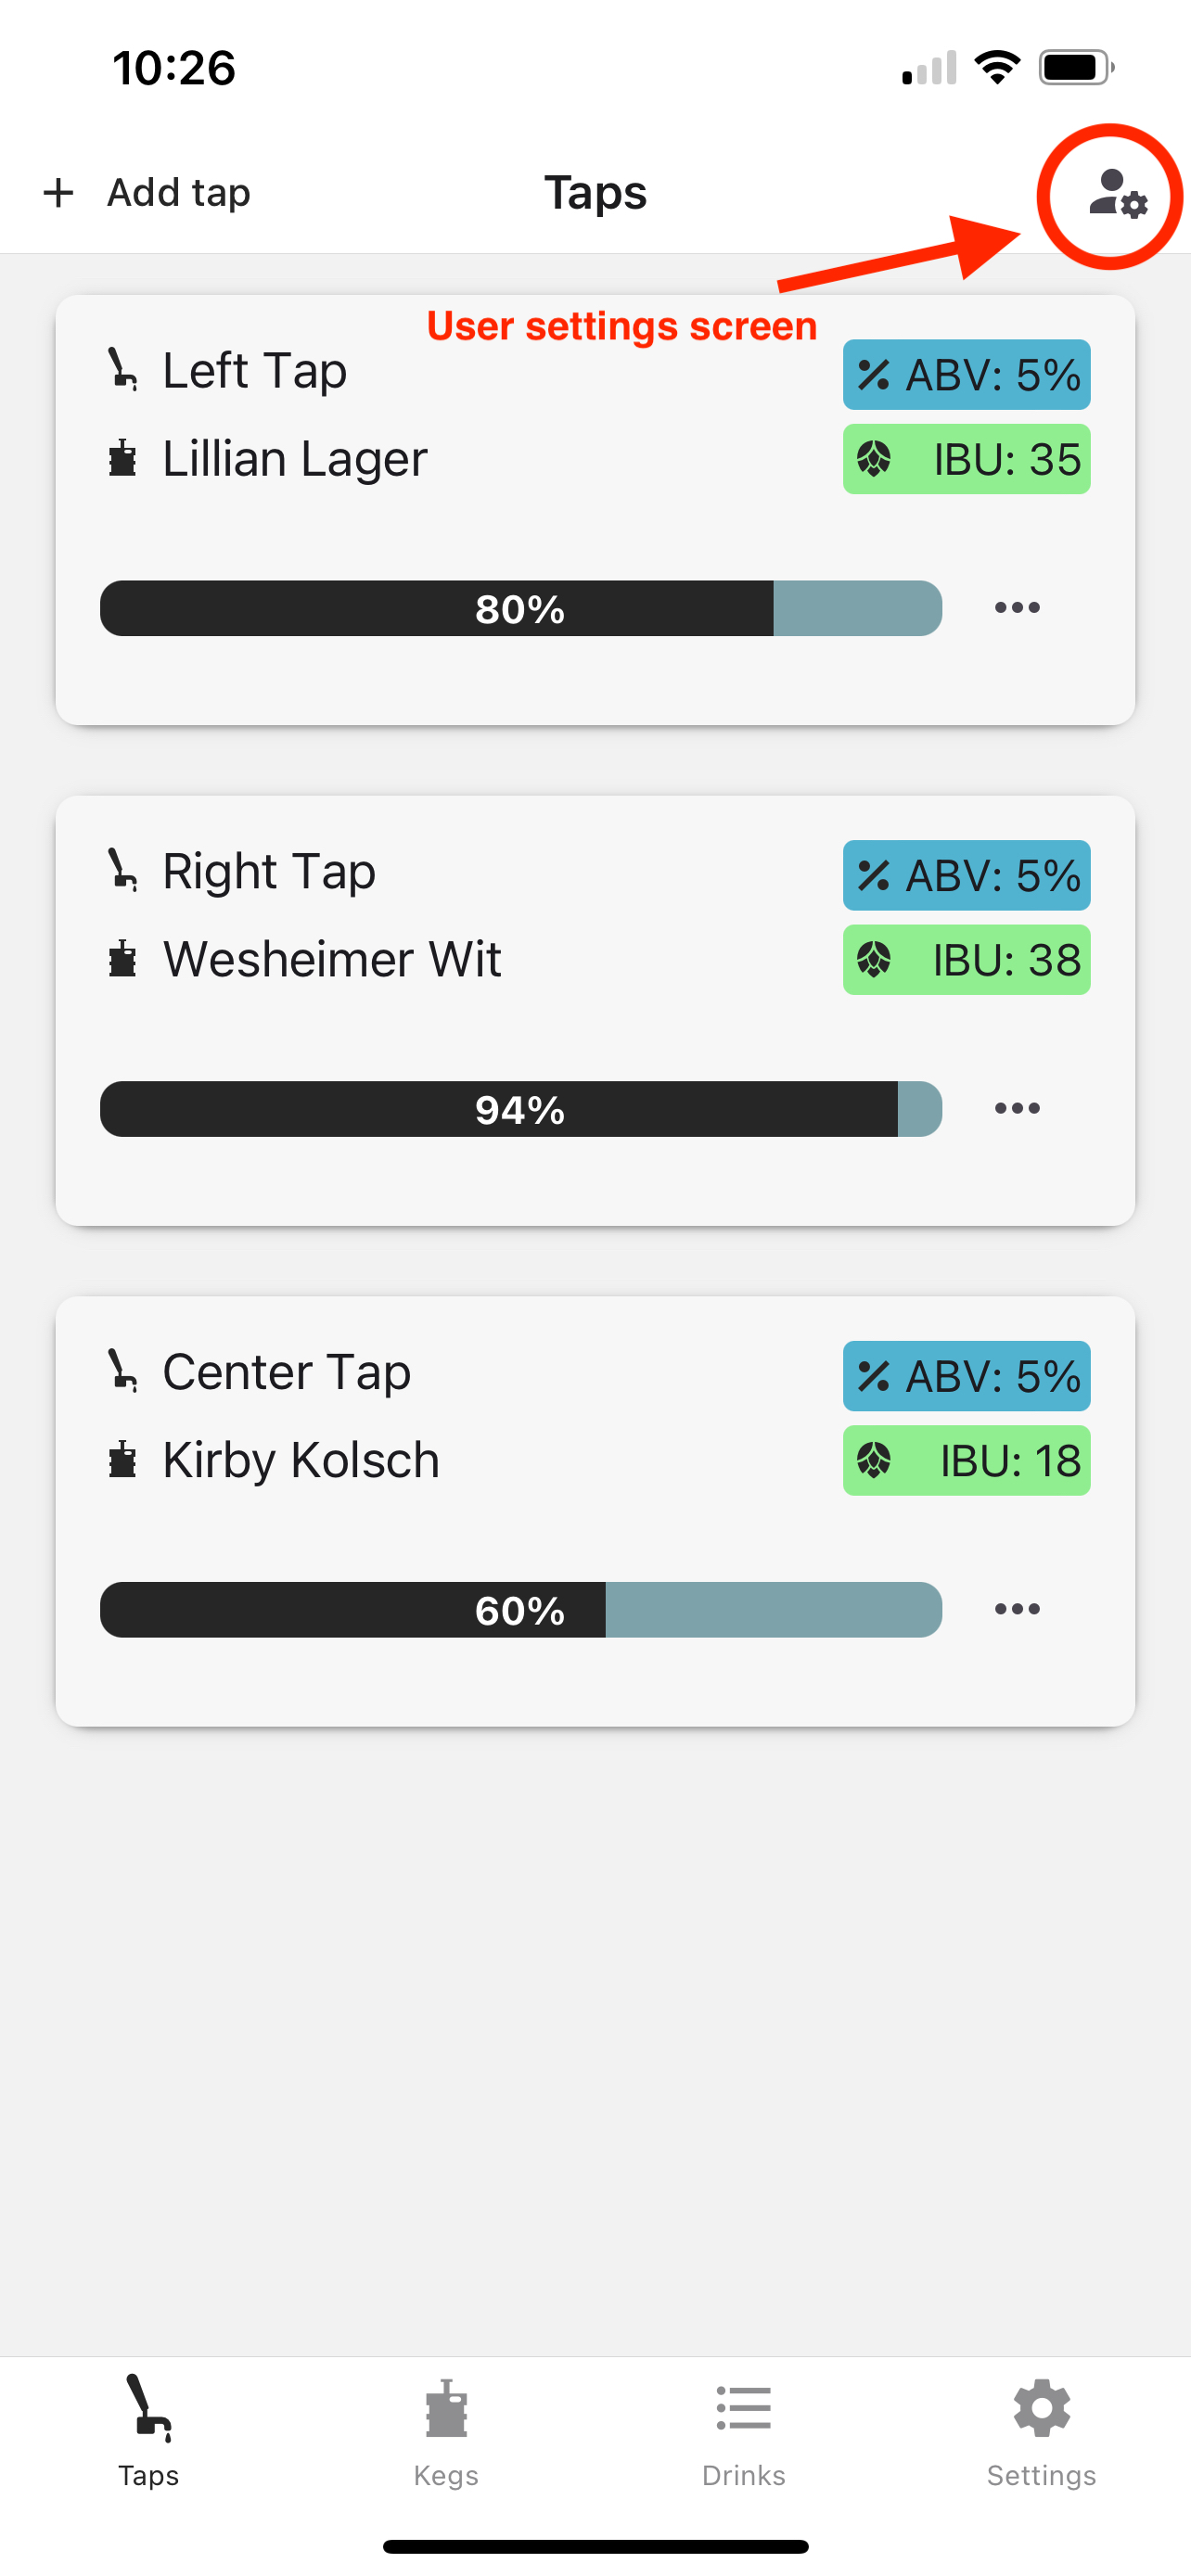 10:26
+ Add tap
Taps
User settings screen
Left Tap
% ABV: 5%
Lillian Lager
IBU: 35
80%
Right Tap
% ABV: 5%
Wesheimer Wit
IBU: 38
94%
Center Tap
% ABV: 5%
Kirby Kolsch
IBU: 18
60%
Taps
Kegs
Drinks
Settings